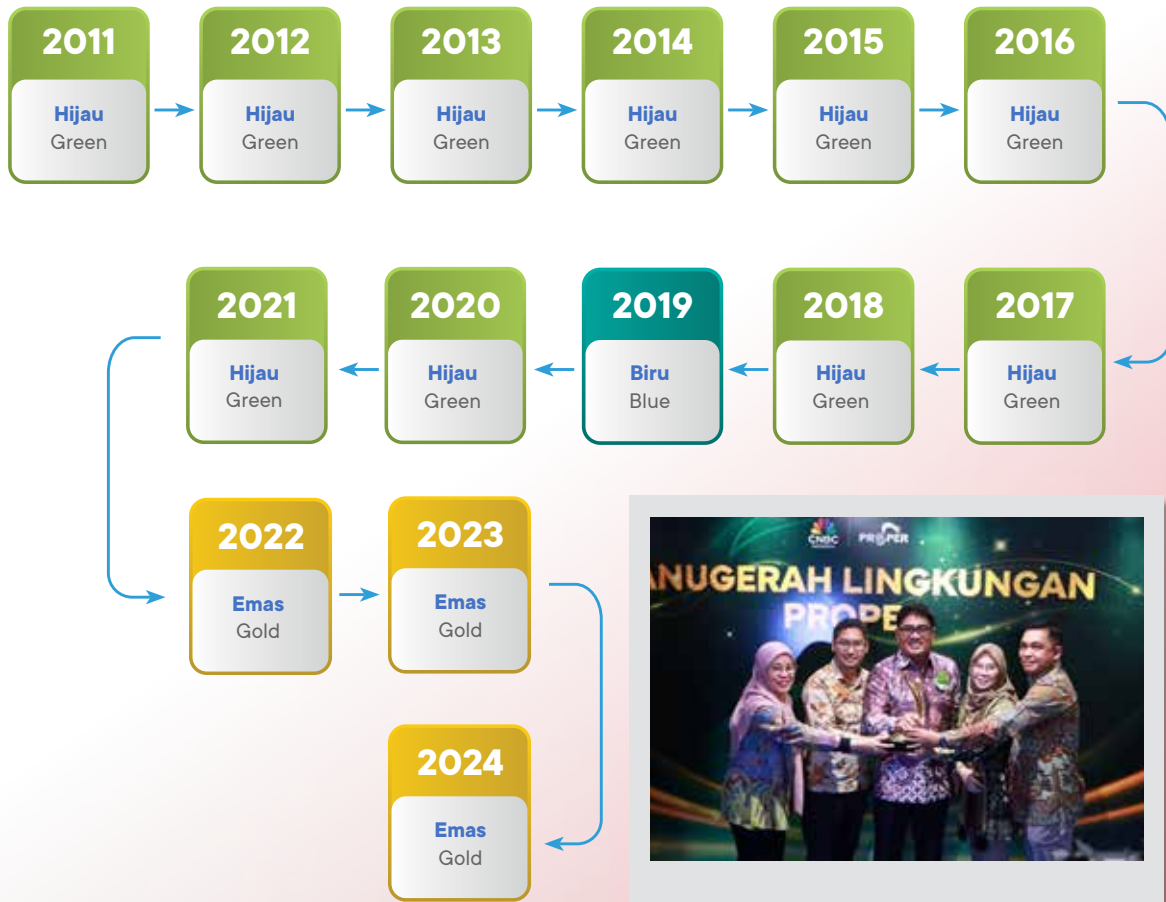 2011
Hijau
Green
2012
Hijau
Green
2013
Hijau
Green
2014
Hijau
Green
2015
Hijau
Green
2016
Hijau
Green
2017
Hijau
Green
2018
Hijau
Green
2019
Biru
Blue
2020
Hijau
Green
2021
Hijau
Green
2022
Emas
Gold
2023
Emas
Gold
2024
Emas
Gold
CNBC
PROPER
ANUGERAH LINGKUNGAN
PROPE